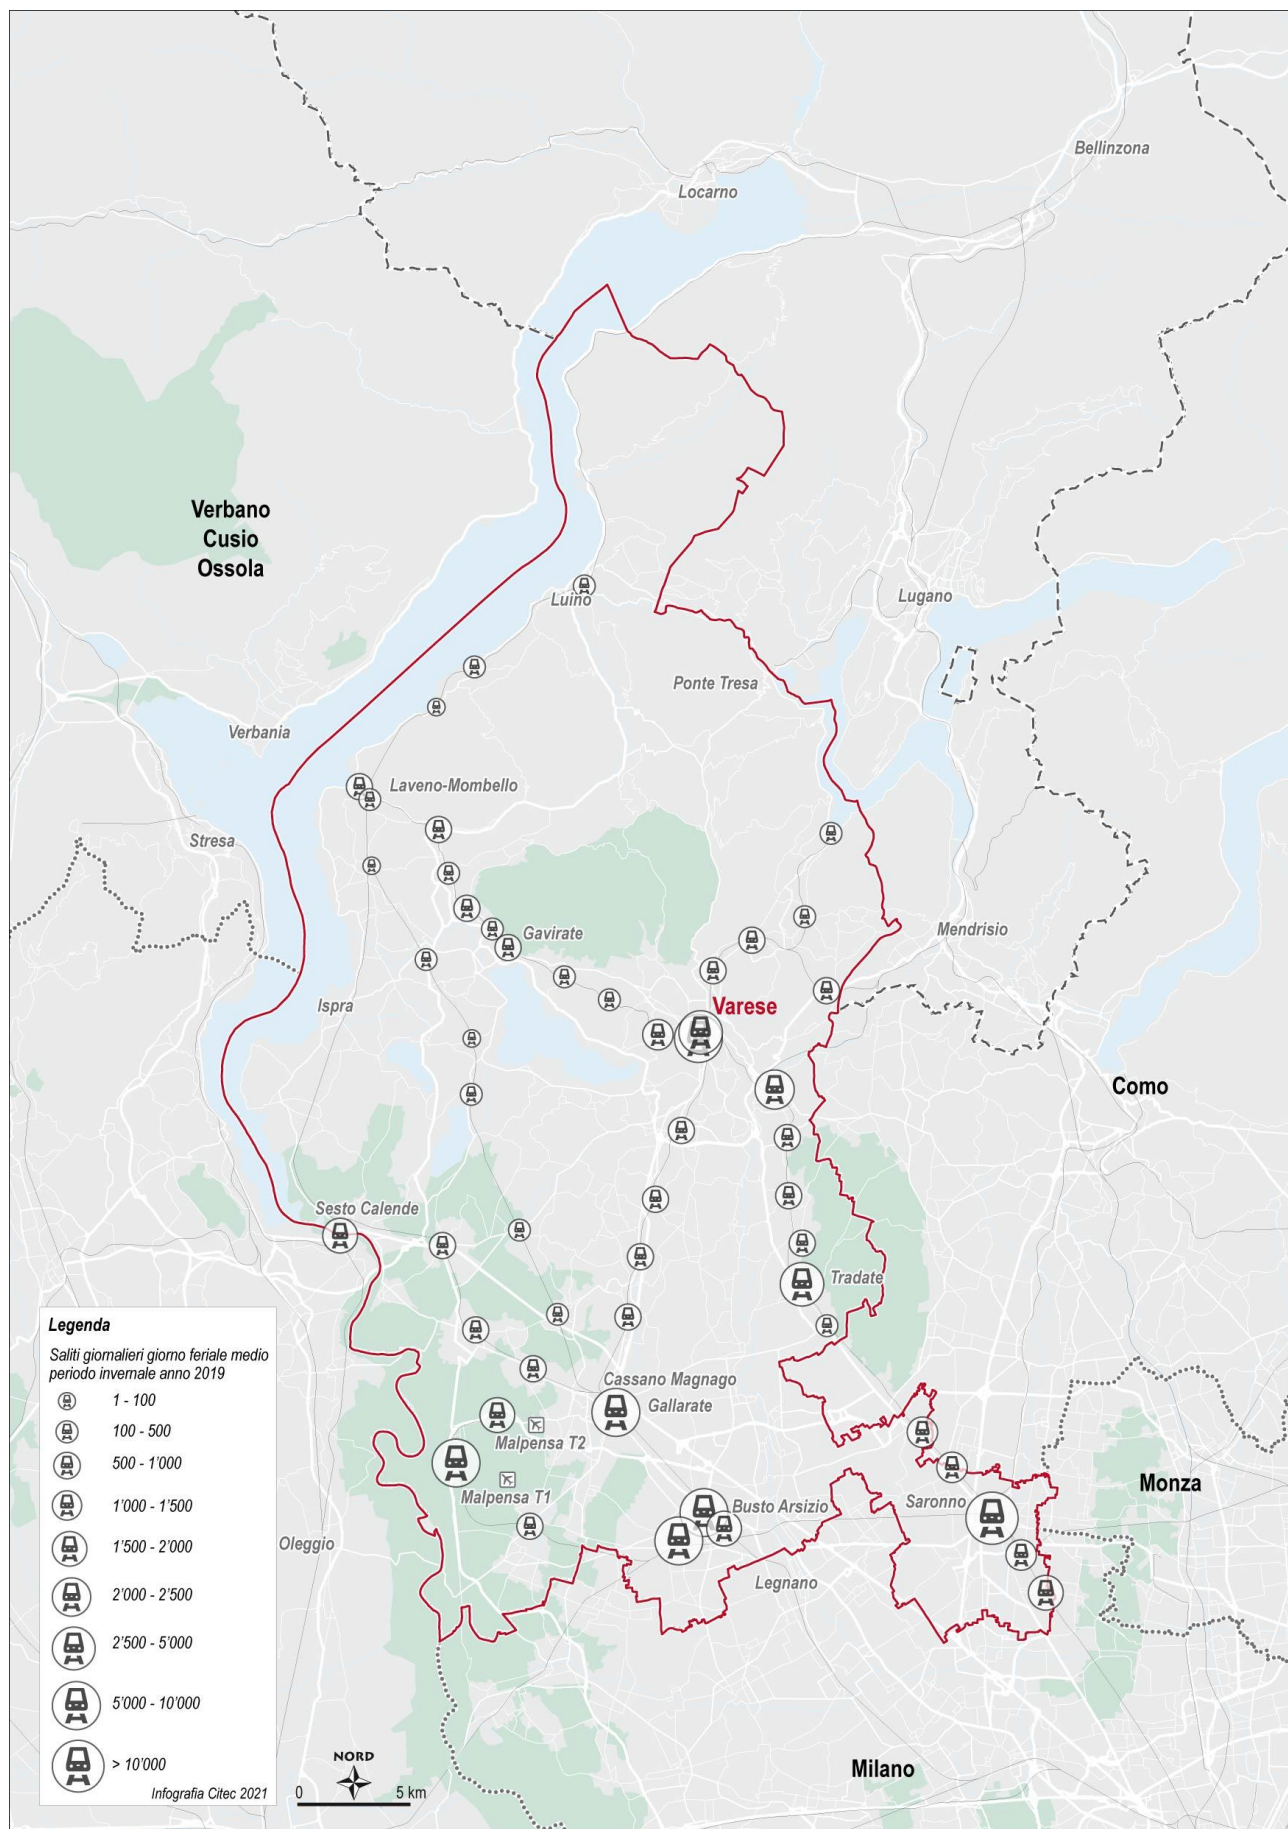 Bellinzona
Locarno
Verbano
Cusio
Ossola
Luino
Lugano
Ponte Tresa
Verbania
Laveno-Mombello
Stresa
Gavirate
Mendrisio
Ispra
Varese
Como
Sesto Calende
Tradate
Cassano Magnago
Gallarate
Malpensa T2
Malpensa T1
Busto Arsizio
Saronno
Monza
Oleggio
Legnano
Milano
Legenda
Saliti giornalieri giorno feriale medio
periodo invernale anno 2019
1 - 100
100 - 500
500 - 1'000
1'000 - 1'500
1'500 - 2'000
2'000 - 2'500
2'500 - 5'000
5'000 - 10'000
> 10'000
Infografia Citec 2021
NORD
0 5 km